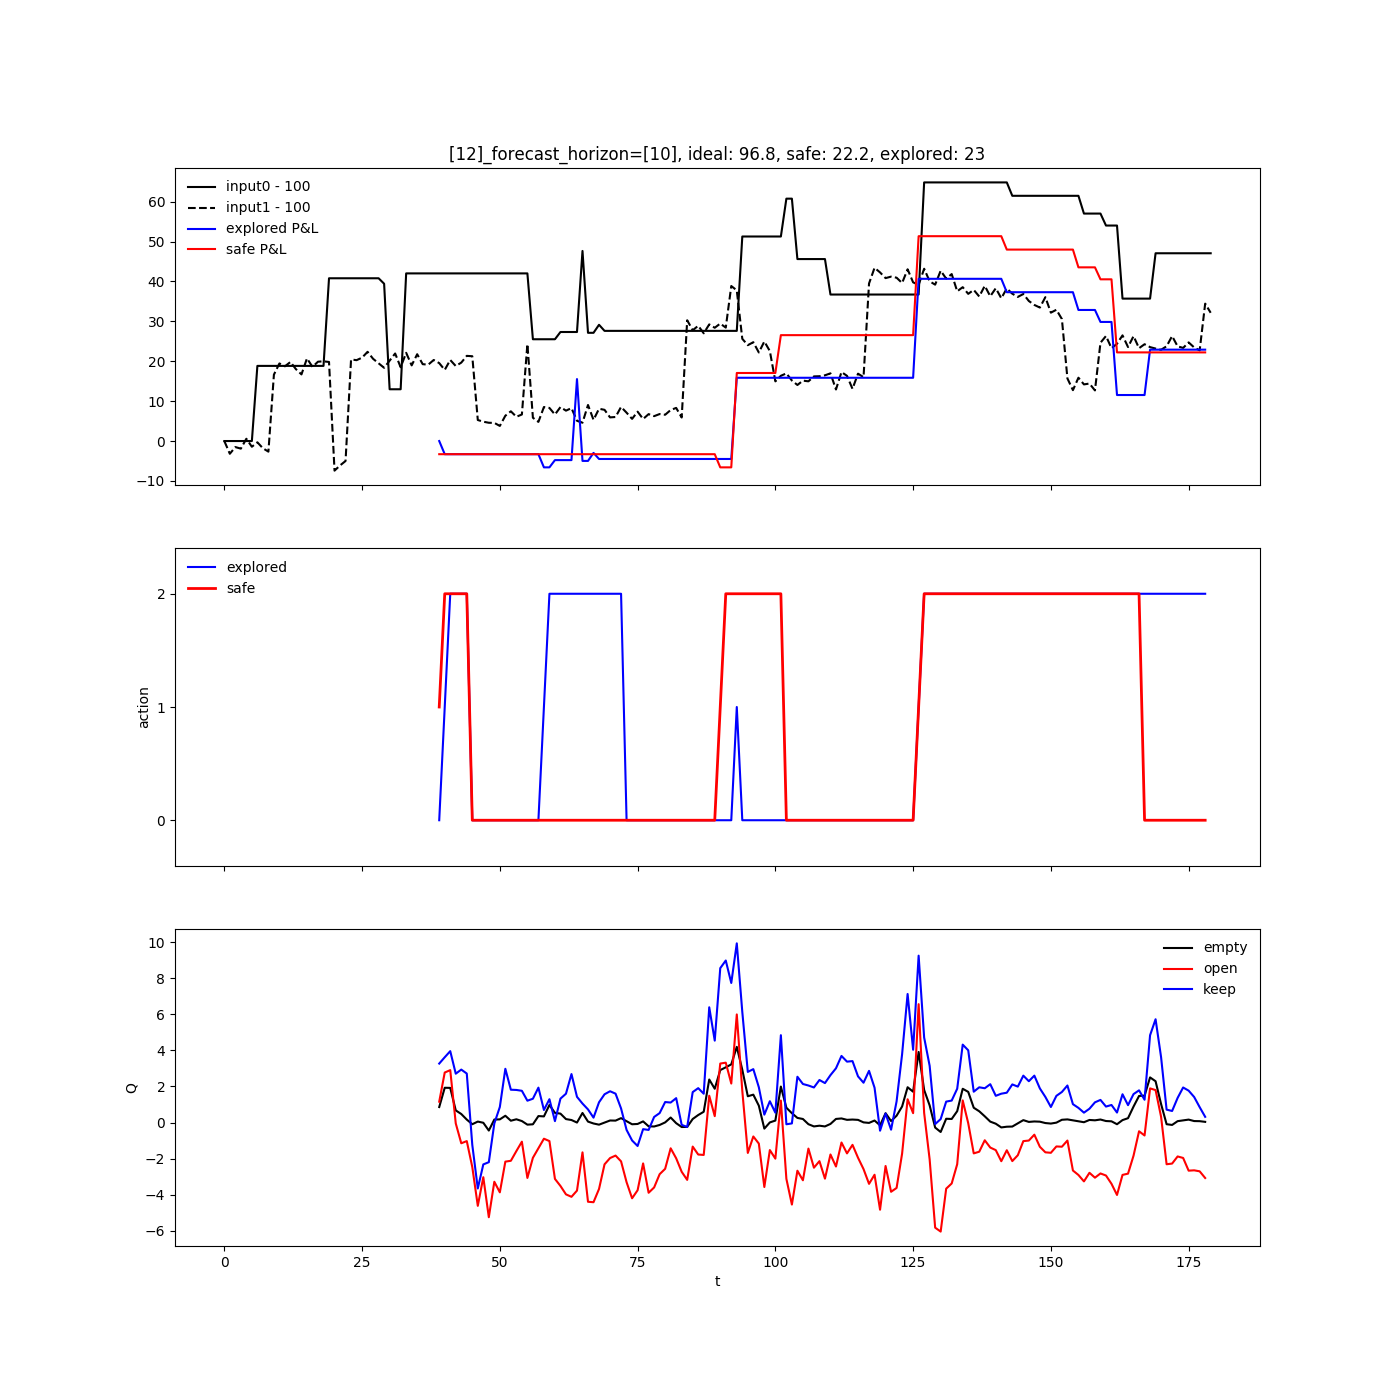 [12]_forecast_horizon=[10], ideal: 96.8, safe: 22.2, explored: 23
input0 - 100
input1 - 100
explored P&L
safe P&L
60
50
40
30
20
10
0
−10
explored
safe
2
1
0
action
empty
open
keep
10
8
6
4
2
0
−2
−4
−6
Q
0 25 50 75 100 125 150 175
t